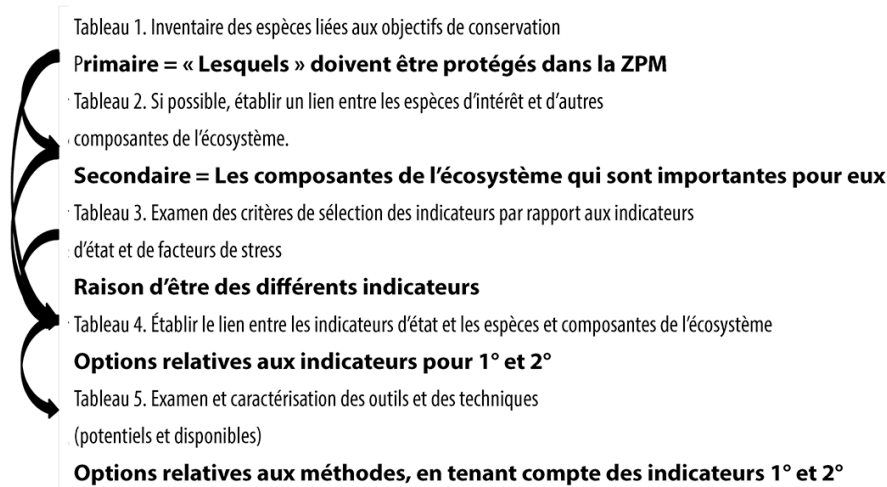 Tableau 1. Inventaire des espèces liées aux objectifs de conservation
Primaire = « Lesquels » doivent être protégés dans la ZPM
Tableau 2. Si possible, établir un lien entre les espèces d’intérêt et d’autres
composantes de l’écosystème.
Secondaire = Les composantes de l’écosystème qui sont importantes pour eux
Tableau 3. Examen des critères de sélection des indicateurs par rapport aux indicateurs
d’état et de facteurs de stress
Raison d’être des différents indicateurs
Tableau 4. Établir le lien entre les indicateurs d’état et les espèces et composantes de l’écosystème
Options relatives aux indicateurs pour 1° et 2°
Tableau 5. Examen et caractérisation des outils et des techniques
(potentiels et disponibles)
Options relatives aux méthodes, en tenant compte des indicateurs 1° et 2°